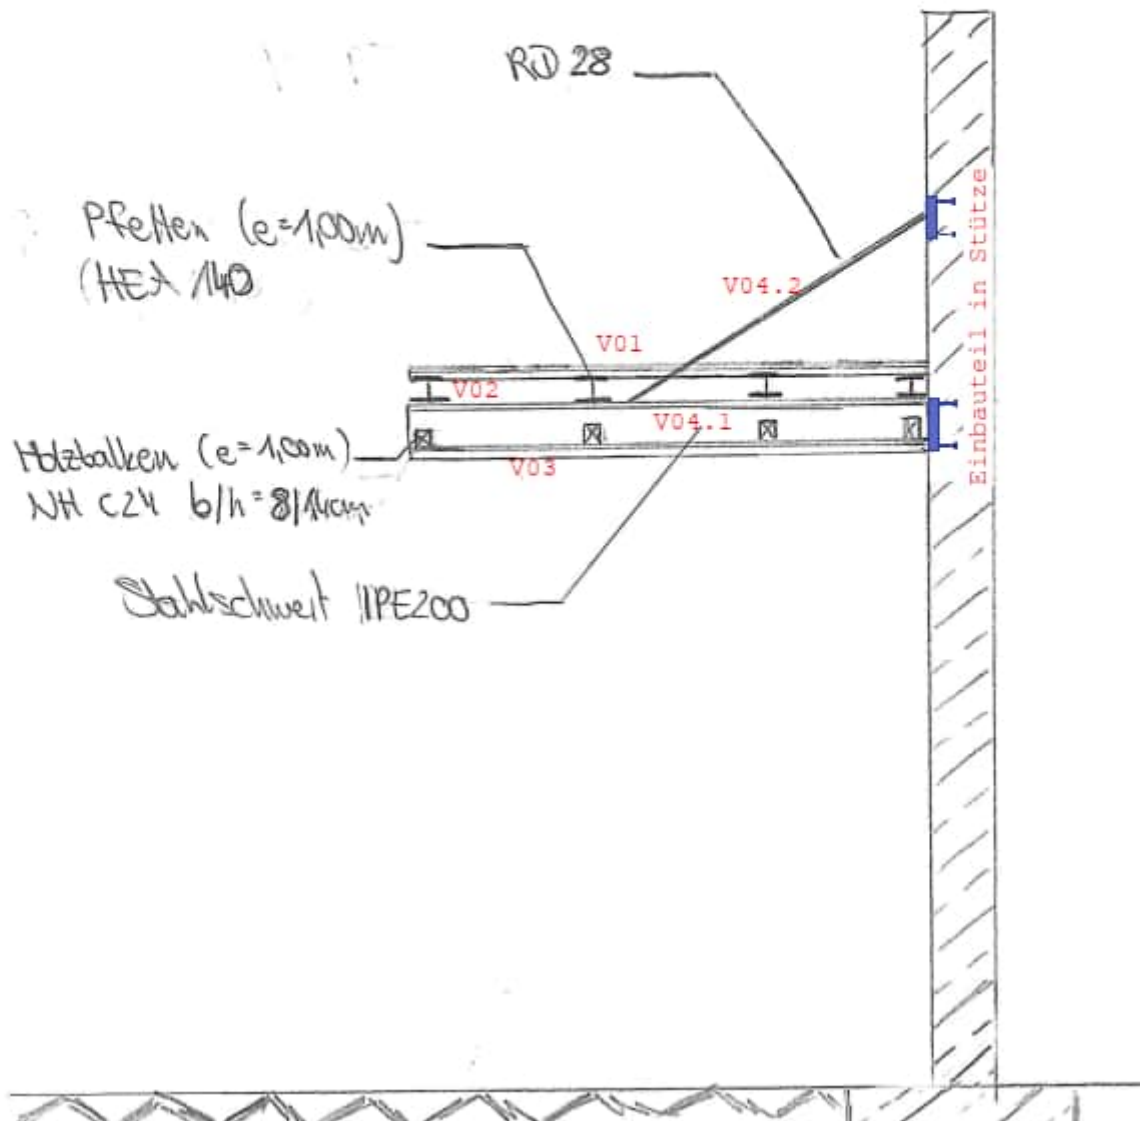 RD 28
Pfetten (e=1,00m)
(HEA 140
V04.2
Einbauteil in Stütze
V01
V02
V04.1
Holzbalken (e=1,00m)
NH C24 b/h=8/14cm
V03
Stahlschwert IPE200